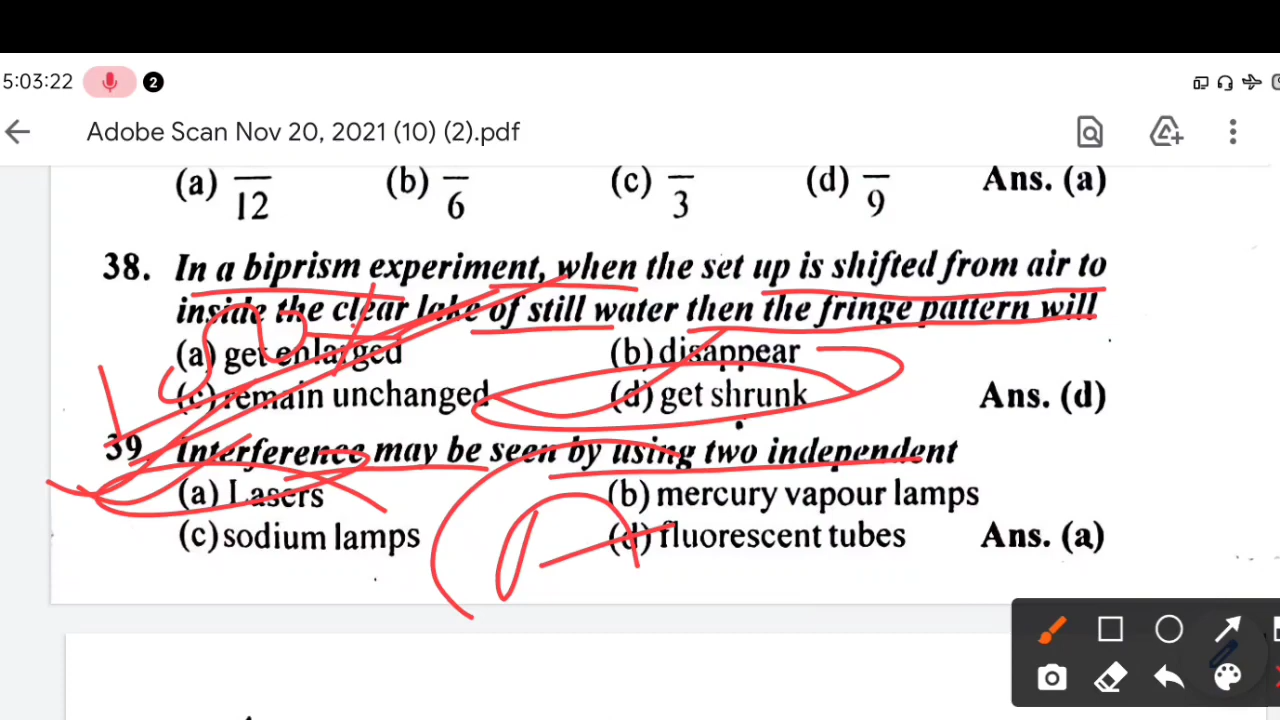 5:03:22 2
Adobe Scan Nov 20, 2021 (10) (2).pdf
(a) 12 (b) 6 (c) 3 (d) 9 Ans. (a)
38. In a biprism experiment, when the set up is shifted from air to
inside the clear lake of still water then the fringe pattern will
(a) get enlarged (b) disappear
(c) remain unchanged (d) get shrunk Ans. (d)
39 Interference may be seen by using two independent
(a) Lasers (b) mercury vapour lamps
(c) sodium lamps (d) fluorescent tubes Ans. (a)